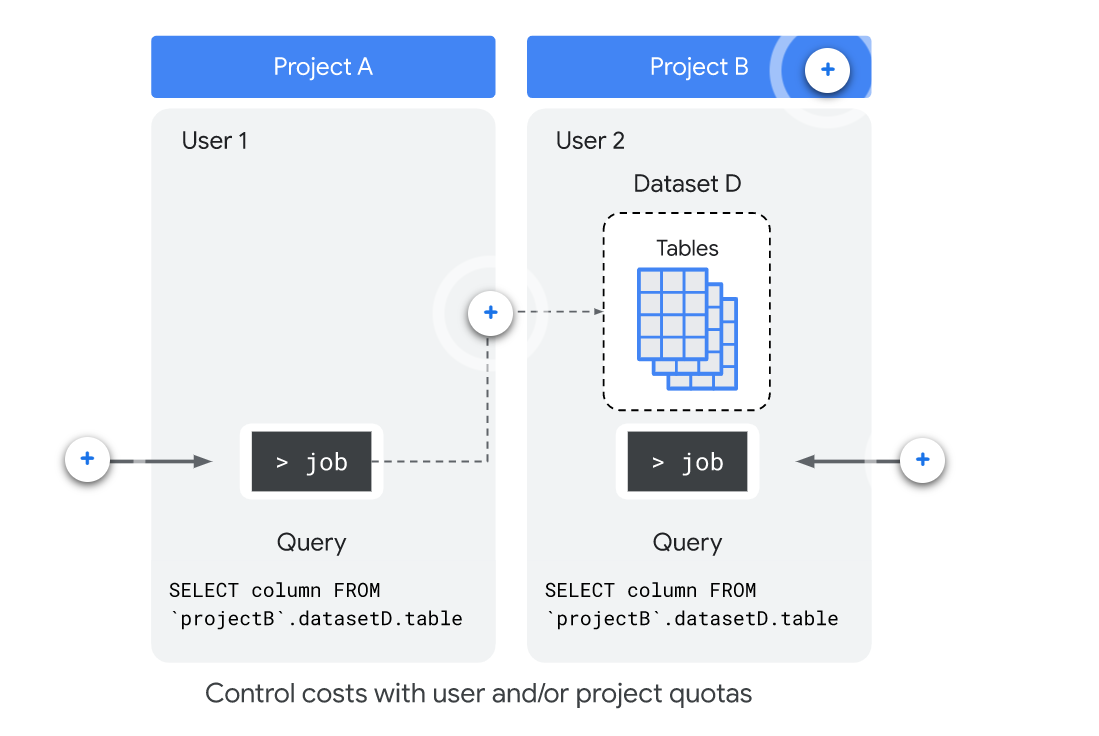 Project A
Project B
User 1
User 2
Dataset D
Tables
> job
> job
Query
Query
SELECT column FROM
`projectB`.datasetD.table
SELECT column FROM
`projectB`.datasetD.table
Control costs with user and/or project quotas